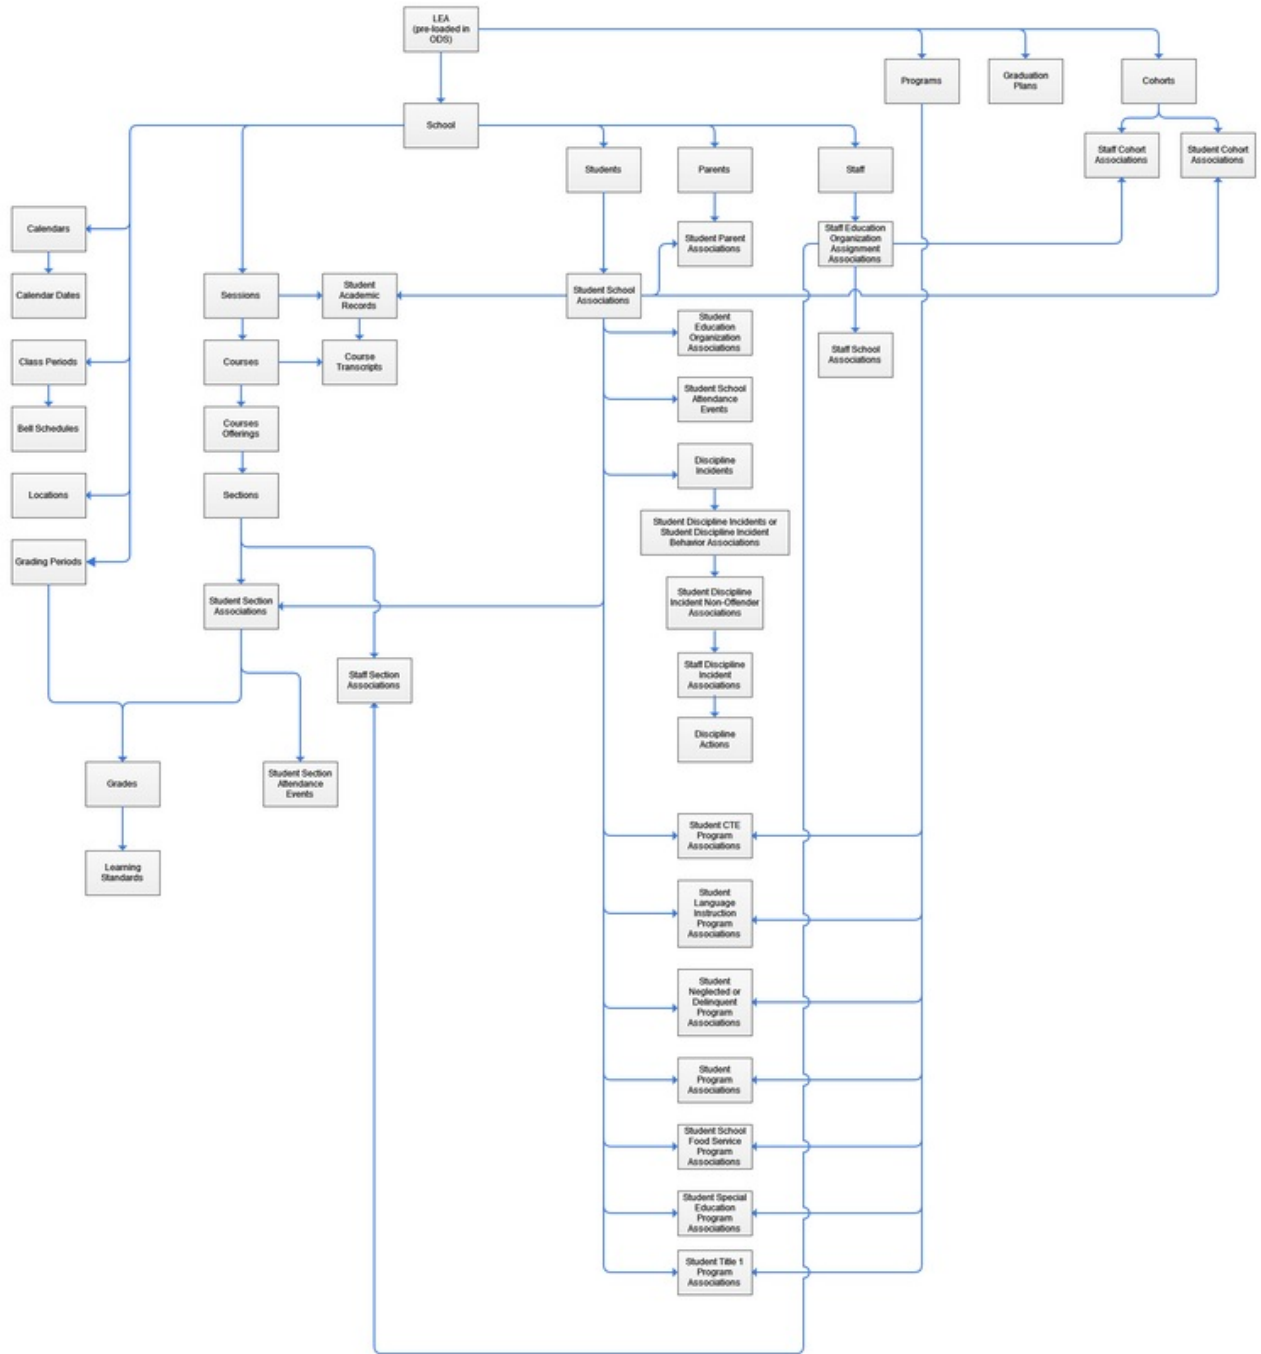 LEA
(pre-loaded in
ODS)
Programs
Graduation
Plans
Cohorts
School
Staff Cohort
Associations
Student Cohort
Associations
Students
Parents
Staff
Calendars
Student Parent
Associations
Staff Education
Organization
Assignment
Associations
Calendar Dates
Sessions
Student
Academic
Records
Student School
Associations
Student
Education
Organization
Associations
Class Periods
Courses
Course
Transcripts
Staff School
Associations
Student School
Attendance
Events
Bell Schedules
Courses
Offerings
Discipline
Incidents
Locations
Sections
Student Discipline Incidents or
Student Discipline Incident
Behavior Associations
Grading Periods
Student Section
Associations
Student Discipline
Incident Non-Offender
Associations
Staff Section
Associations
Staff Discipline
Incident
Associations
Discipline
Actions
Grades
Student Section
Attendance
Events
Student CTE
Program
Associations
Learning
Standards
Student
Language
Instruction
Program
Associations
Student
Neglected or
Delinquent
Program
Associations
Student
Program
Associations
Student School
Food Service
Program
Associations
Student Special
Education
Program
Associations
Student Title 1
Program
Associations